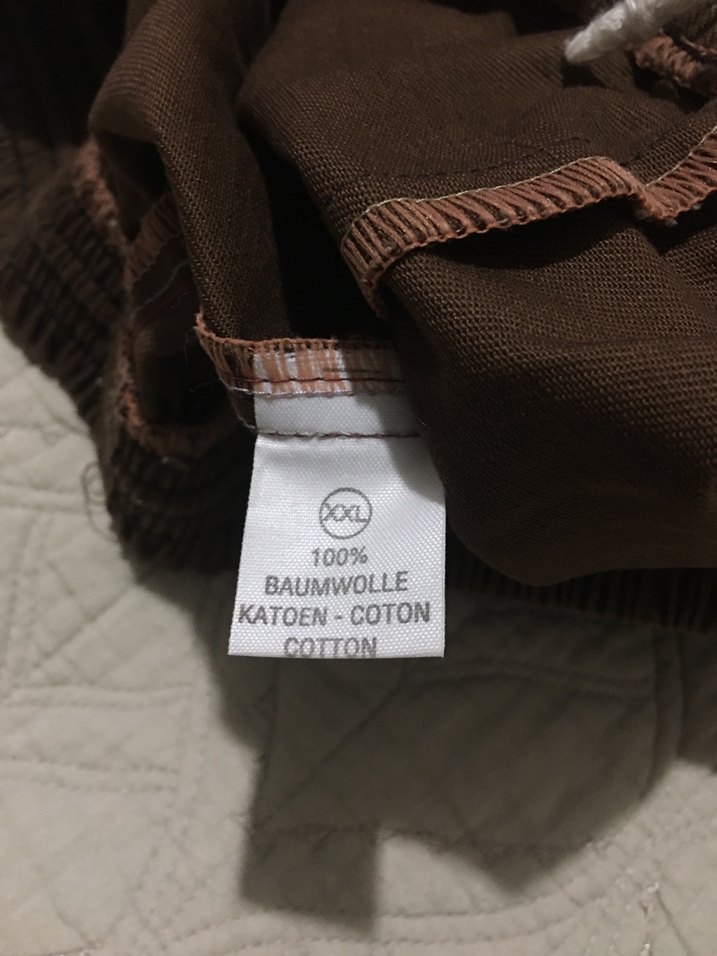 XXL
100%
BAUMWOLLE
KATOEN - COTON
COTTON